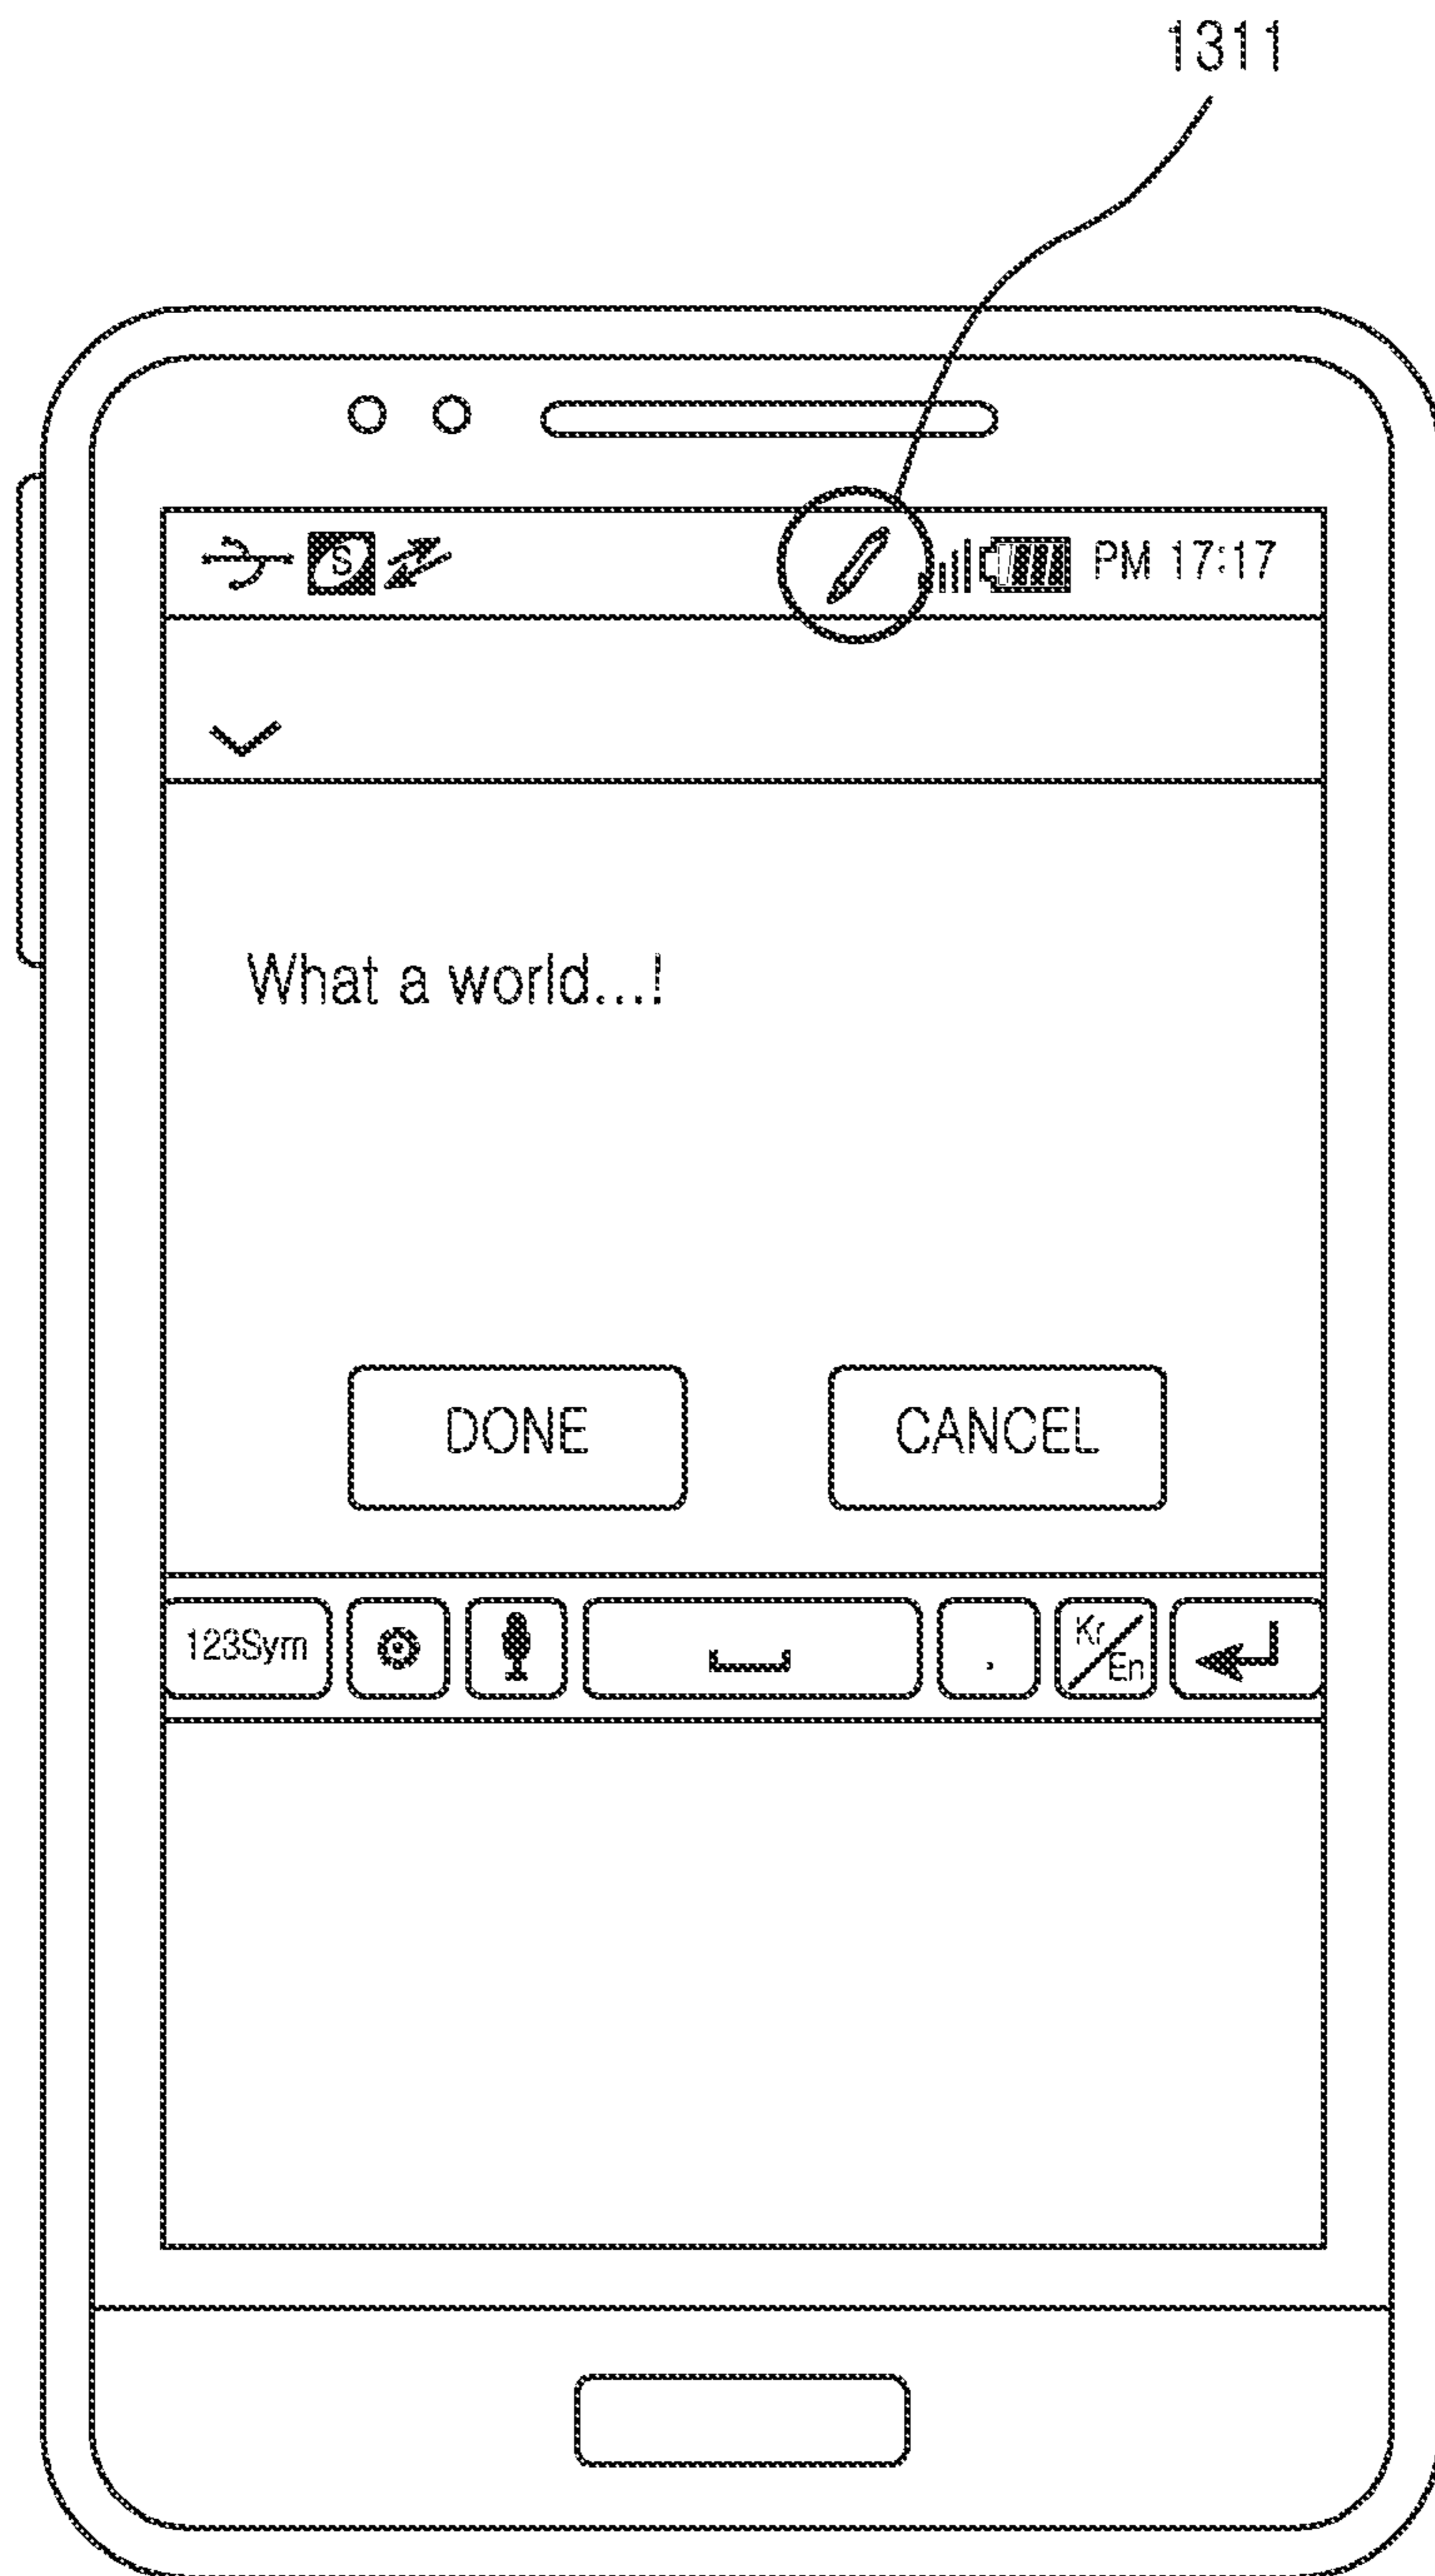 1311
S PM 17:17
What a world...!
DONE CANCEL
123Sym . Kr/En